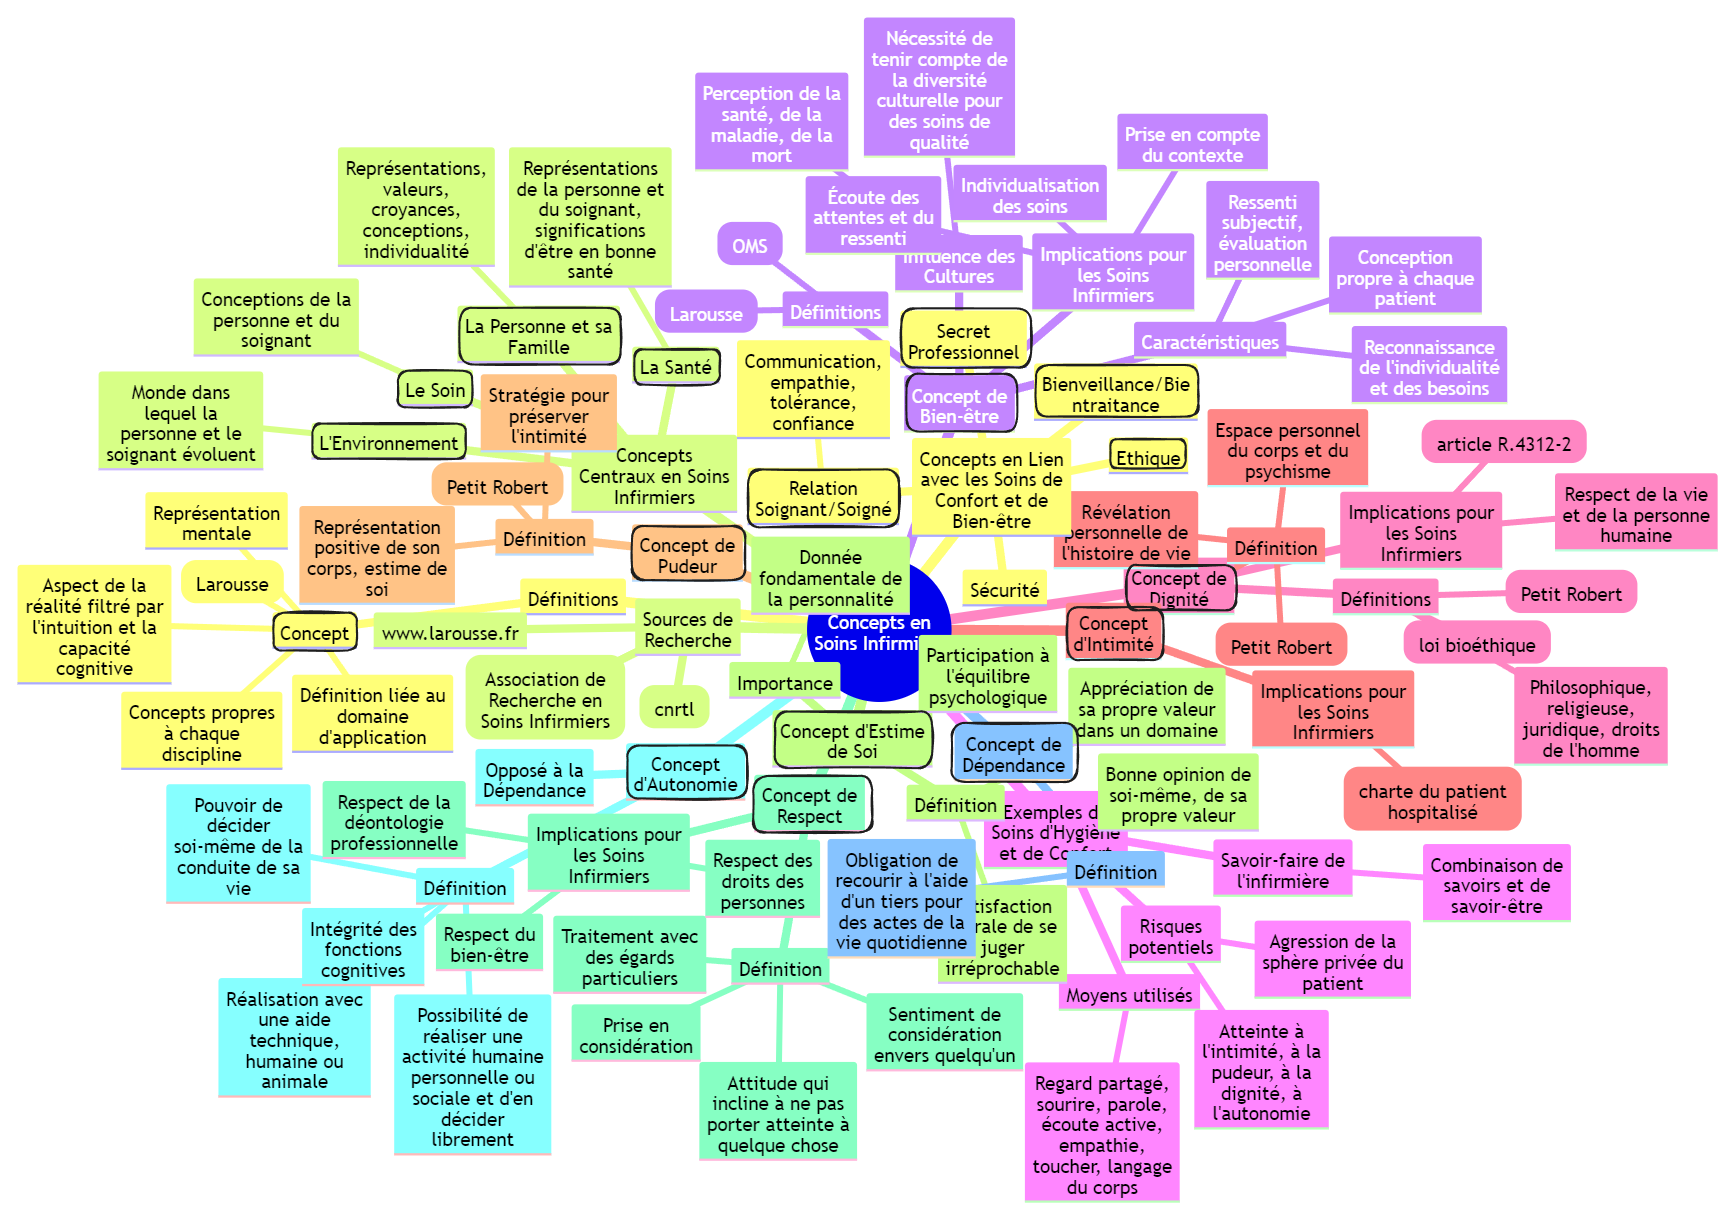 Nécessité de
tenir compte de
la diversité
culturelle pour
des soins de
qualité
Perception de la
santé, de la
maladie, de la
mort
Prise en compte
du contexte
Représentations,
valeurs,
croyances,
conceptions,
individualité
Représentations
de la personne et
du soignant,
significations
d'être en bonne
santé
Écoute des
attentes et du
ressenti
Individualisation
des soins
Ressenti
subjectif,
évaluation
personnelle
OMS
Influence des
Cultures
Implications pour
les Soins
Infirmiers
Conception
propre à chaque
patient
Conceptions de la
personne et du
soignant
La Personne et sa
Famille
Larousse
Définitions
Secret
Professionnel
Caractéristiques
Reconnaissance
de l'individualité
et des besoins
La Santé
Communication,
empathie,
tolérance,
confiance
Le Soin
Stratégie pour
préserver
l'intimité
Concept de
Bien-être
Bienveillance/Bie
ntraitance
Monde dans
lequel la
personne et le
soignant évoluent
L'Environnement
Concepts
Centraux en Soins
Infirmiers
Concepts en Lien
avec les Soins de
Confort et de
Bien-être
Ethique
Espace personnel
du corps et du
psychisme
article R.4312-2
Petit Robert
Relation
Soignant/Soigné
Représentation
mentale
Représentation
positive de son
corps, estime de
soi
Définition
Concept de
Pudeur
Révélation
personnelle de
l'histoire de vie
Définition
Implications pour
les Soins
Infirmiers
Respect de la vie
et de la personne
humaine
Donnée
fondamentale de
la personnalité
Sécurité
Concept de
Dignité
Définitions
Petit Robert
Larousse
Aspect de la
réalité filtré par
l'intuition et la
capacité
cognitive
Définitions
Concept
www.larousse.fr
Sources de
Recherche
Concepts en
Soins Infirmi
Concept
d'Intimité
Petit Robert
loi bioéthique
Association de
Recherche en
Soins Infirmiers
cnrtl
Importance
Participation à
l'équilibre
psychologique
Appréciation de
sa propre valeur
dans un domaine
Implications pour
les Soins
Infirmiers
Philosophique,
religieuse,
juridique, droits
de l'homme
Concepts propres
à chaque
discipline
Définition liée au
domaine
d'application
Concept d'Estime
de Soi
Concept de
Dépendance
Opposé à la
Dépendance
Concept
d'Autonomie
Concept de
Respect
Définition
Bonne opinion de
soi-même, de sa
propre valeur
charte du patient
hospitalisé
Pouvoir de
décider
soi-même de la
conduite de sa
vie
Respect de la
déontologie
professionnelle
Implications pour
les Soins
Infirmiers
Exemples d
Soins d'Hygiène
et de Confort
Respect des
droits des
personnes
Obligation de
recourir à l'aide
d'un tiers pour
des actes de la
vie quotidienne
Définition
Savoir-faire de
l'infirmière
Combinaison de
savoirs et de
savoir-être
Définition
Intégrité des
fonctions
cognitives
Respect du
bien-être
Traitement avec
des égards
particuliers
Définition
juger
irréprochable
Risques
potentiels
Agression de la
sphère privée du
patient
Moyens utilisés
Réalisation avec
une aide
technique,
humaine ou
animale
Possibilité de
réaliser une
activité humaine
personnelle ou
sociale et d'en
décider
librement
Prise en
considération
Sentiment de
considération
envers quelqu'un
Atteinte à
l'intimité, à la
pudeur, à la
dignité, à
l'autonomie
Attitude qui
incline à ne pas
porter atteinte à
quelque chose
Regard partagé,
sourire, parole,
écoute active,
empathie,
toucher, langage
du corps